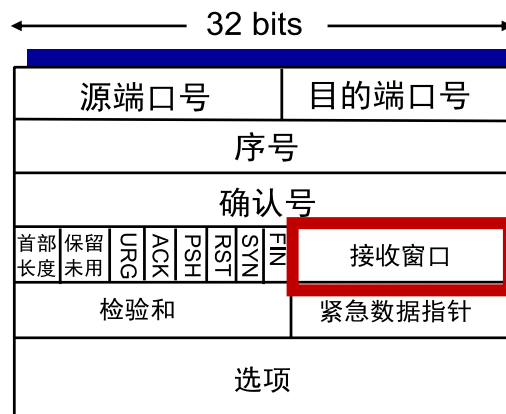 32 bits
源端口号 目的端口号
序号
确认号
首部 保留 URG ACK PSH RST SYN FIN 接收窗口
长度 未用
检验和 紧急数据指针
选项